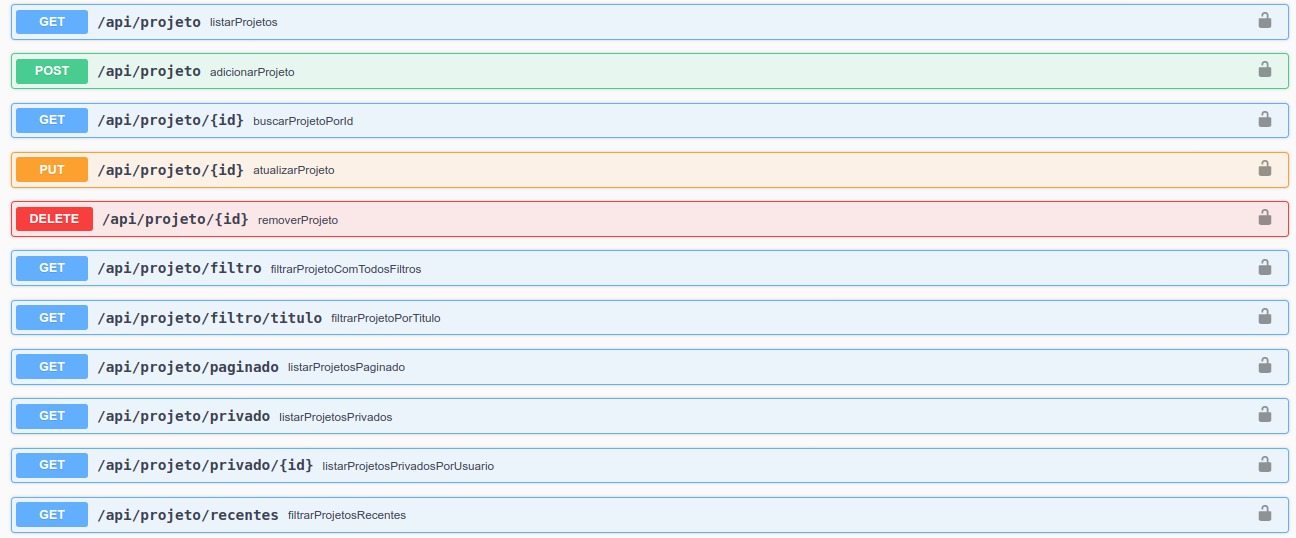 GET /api/projeto listarProjetos
POST /api/projeto adicionarProjeto
GET /api/projeto/{id} buscarProjetoPorId
PUT /api/projeto/{id} atualizarProjeto
DELETE /api/projeto/{id} removerProjeto
GET /api/projeto/filtro filtrarProjetoComTodosFiltros
GET /api/projeto/filtro/titulo filtrarProjetoPorTitulo
GET /api/projeto/paginado listarProjetosPaginado
GET /api/projeto/privado listarProjetosPrivados
GET /api/projeto/privado/{id} listarProjetosPrivadosPorUsuario
GET /api/projeto/recentes filtrarProjetosRecentes